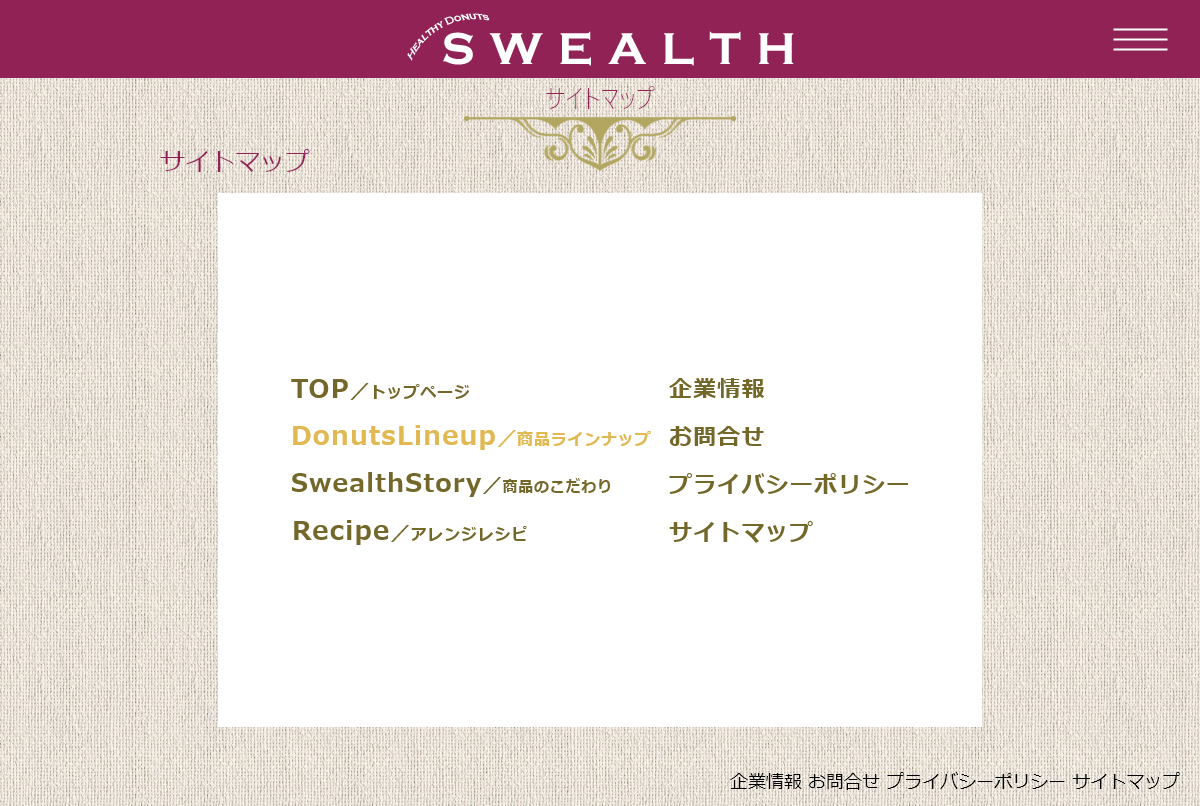 HEALTHY DONUTS
SWEALTH
サイトマップ
サイトマップ
TOP／トップページ
DonutsLineup／商品ラインナップ
SwealthStory／商品のこだわり
Recipe／アレンジレシピ
企業情報
お問合せ
プライバシーポリシー
サイトマップ
企業情報 お問合せ プライバシーポリシー サイトマップ